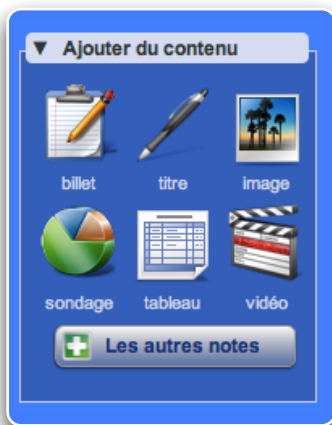 ▼ Ajouter du contenu
billet titre image
sondage tableau vidéo
Les autres notes